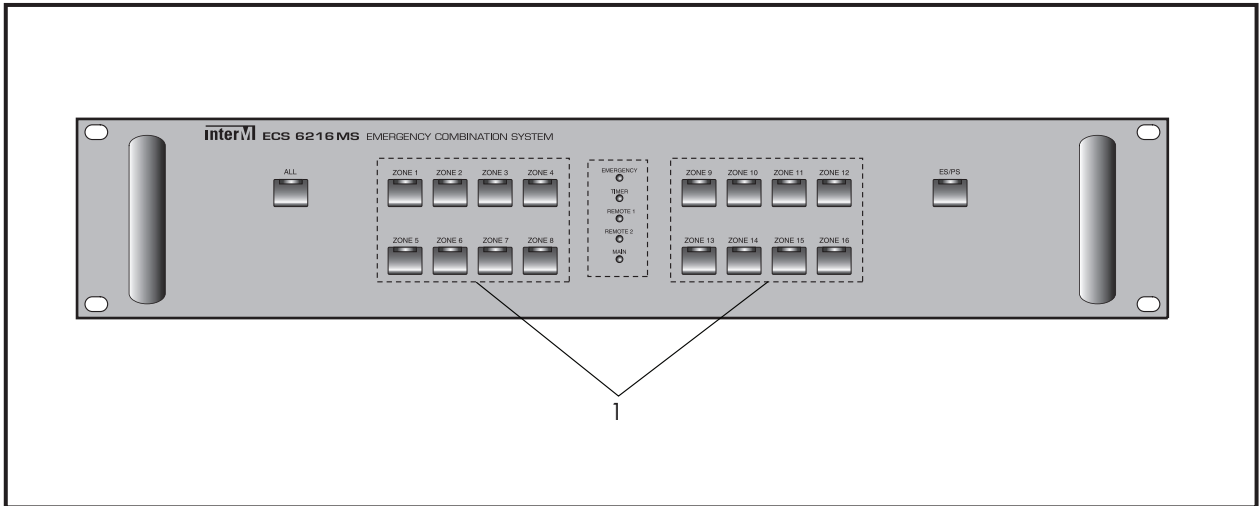 interM ECS 6216MS EMERGENCY COMBINATION SYSTEM
ALL
ZONE 1 ZONE 2 ZONE 3 ZONE 4
ZONE 5 ZONE 6 ZONE 7 ZONE 8
EMERGENCY
TIMER
REMOTE 1
REMOTE 2
MAIN
ZONE 9 ZONE 10 ZONE 11 ZONE 12
ZONE 13 ZONE 14 ZONE 15 ZONE 16
ES/PS
1